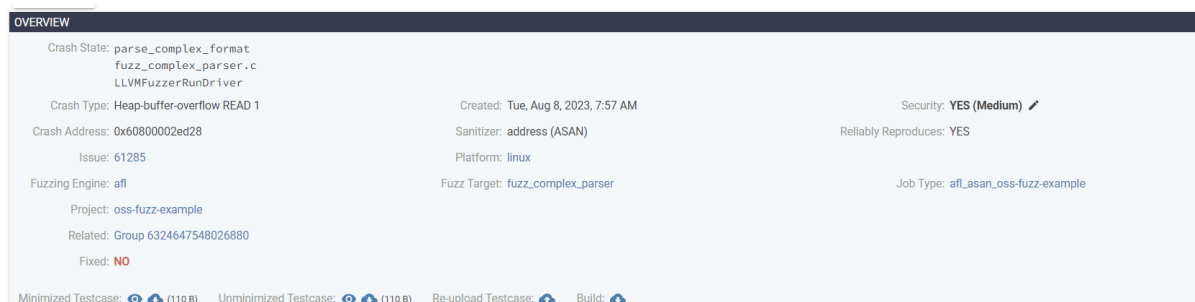 OVERVIEW
Crash State: parse_complex_format
fuzz_complex_parser.c
LLVMFuzzerRunDriver
Crash Type: Heap-buffer-overflow READ 1 Created: Tue, Aug 8, 2023, 7:57 AM Security: YES (Medium)
Crash Address: 0x60800002ed28 Sanitizer: address (ASAN) Reliably Reproduces: YES
Issue: 61285 Platform: linux
Fuzzing Engine: afl Fuzz Target: fuzz_complex_parser Job Type: afl_asan_oss-fuzz-example
Project: oss-fuzz-example
Related: Group 6324647548026880
Fixed: NO
Minimized Testcase: (110 B) Unminimized Testcase: (110 B) Re-upload Testcase: Build: